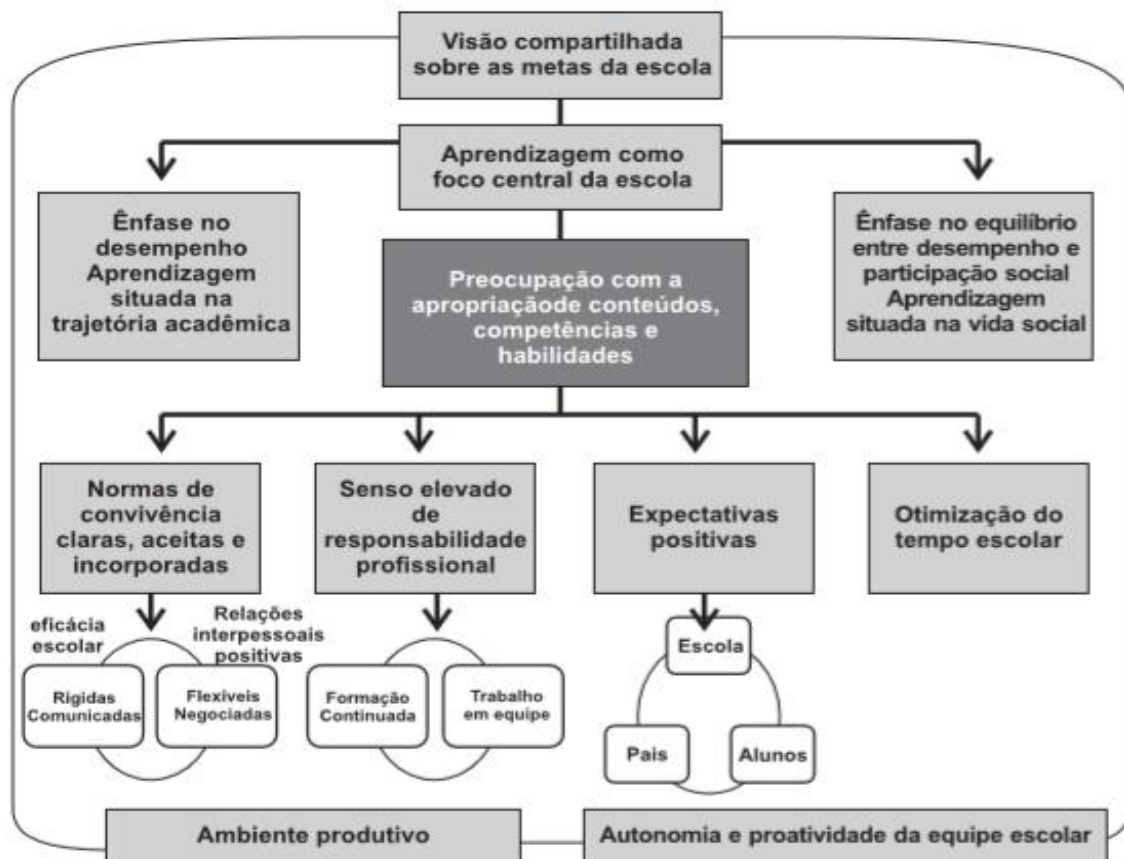 Visão compartilhada
sobre as metas da escola
Aprendizagem como
foco central da escola
Ênfase no
desempenho
Aprendizagem
situada na
trajetória acadêmica
Preocupação com a
apropriaçãode conteúdos,
competências e
habilidades
Ênfase no equilíbrio
entre desempenho e
participação social
Aprendizagem
situada na vida social
Normas de
convivência
claras, aceitas e
incorporadas
Senso elevado
de
responsabilidade
profissional
Expectativas
positivas
Otimização do
tempo escolar
eficácia
escolar
Relações
interpessoais
positivas
Rígidas
Comunicadas
Flexíveis
Negociadas
Formação
Continuada
Trabalho
em equipe
Escola
Pais
Alunos
Ambiente produtivo
Autonomia e proatividade da equipe escolar